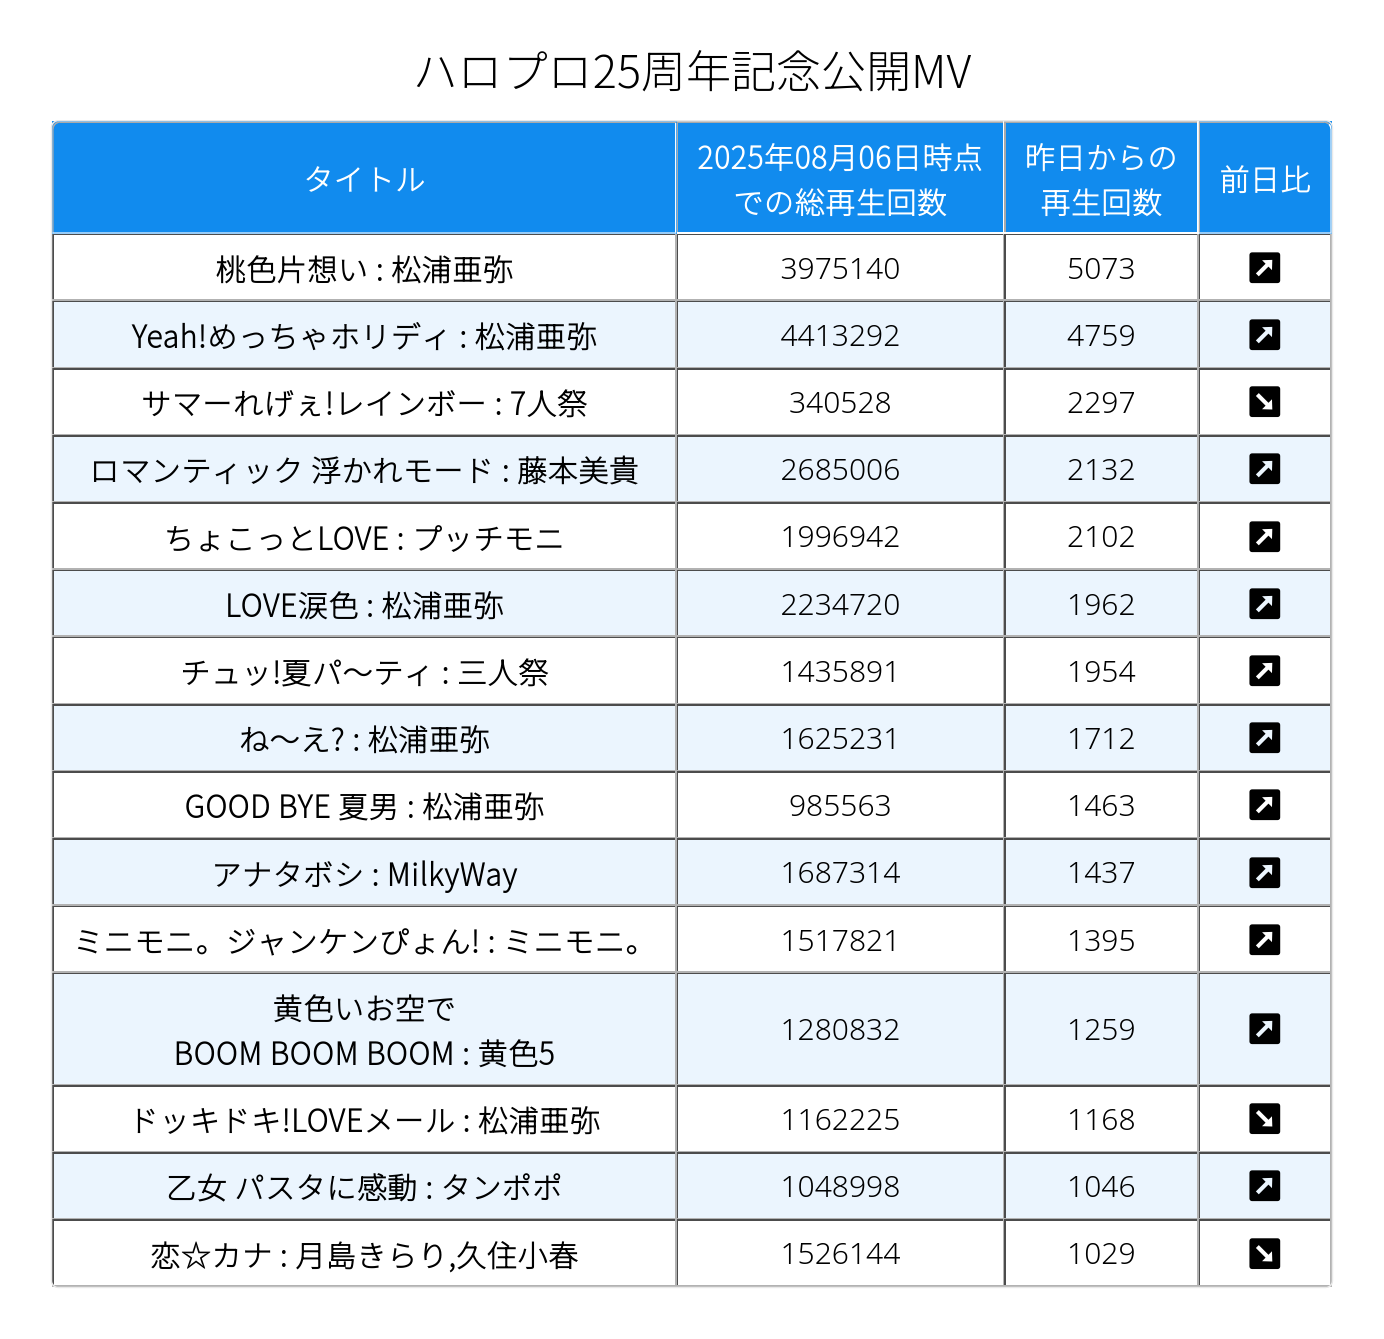 ハロプロ25周年記念公開MV
タイトル 2025年08月06日時点での総再生回数 昨日からの再生回数 前日比
桃色片想い : 松浦亜弥 3975140 5073
Yeah!めっちゃホリディ : 松浦亜弥 4413292 4759
サマーれげぇ!レインボー : 7人祭 340528 2297
ロマンティック 浮かれモード : 藤本美貴 2685006 2132
ちょこっとLOVE : プッチモニ 1996942 2102
LOVE涙色 : 松浦亜弥 2234720 1962
チュッ!夏パ〜ティ : 三人祭 1435891 1954
ね〜え? : 松浦亜弥 1625231 1712
GOOD BYE 夏男 : 松浦亜弥 985563 1463
アナタボシ : MilkyWay 1687314 1437
ミニモニ。ジャンケンぴょん! : ミニモニ。 1517821 1395
黄色いお空で
BOOM BOOM BOOM : 黄色5 1280832 1259
ドッキドキ!LOVEメール : 松浦亜弥 1162225 1168
乙女 パスタに感動 : タンポポ 1048998 1046
恋☆カナ : 月島きらり,久住小春 1526144 1029